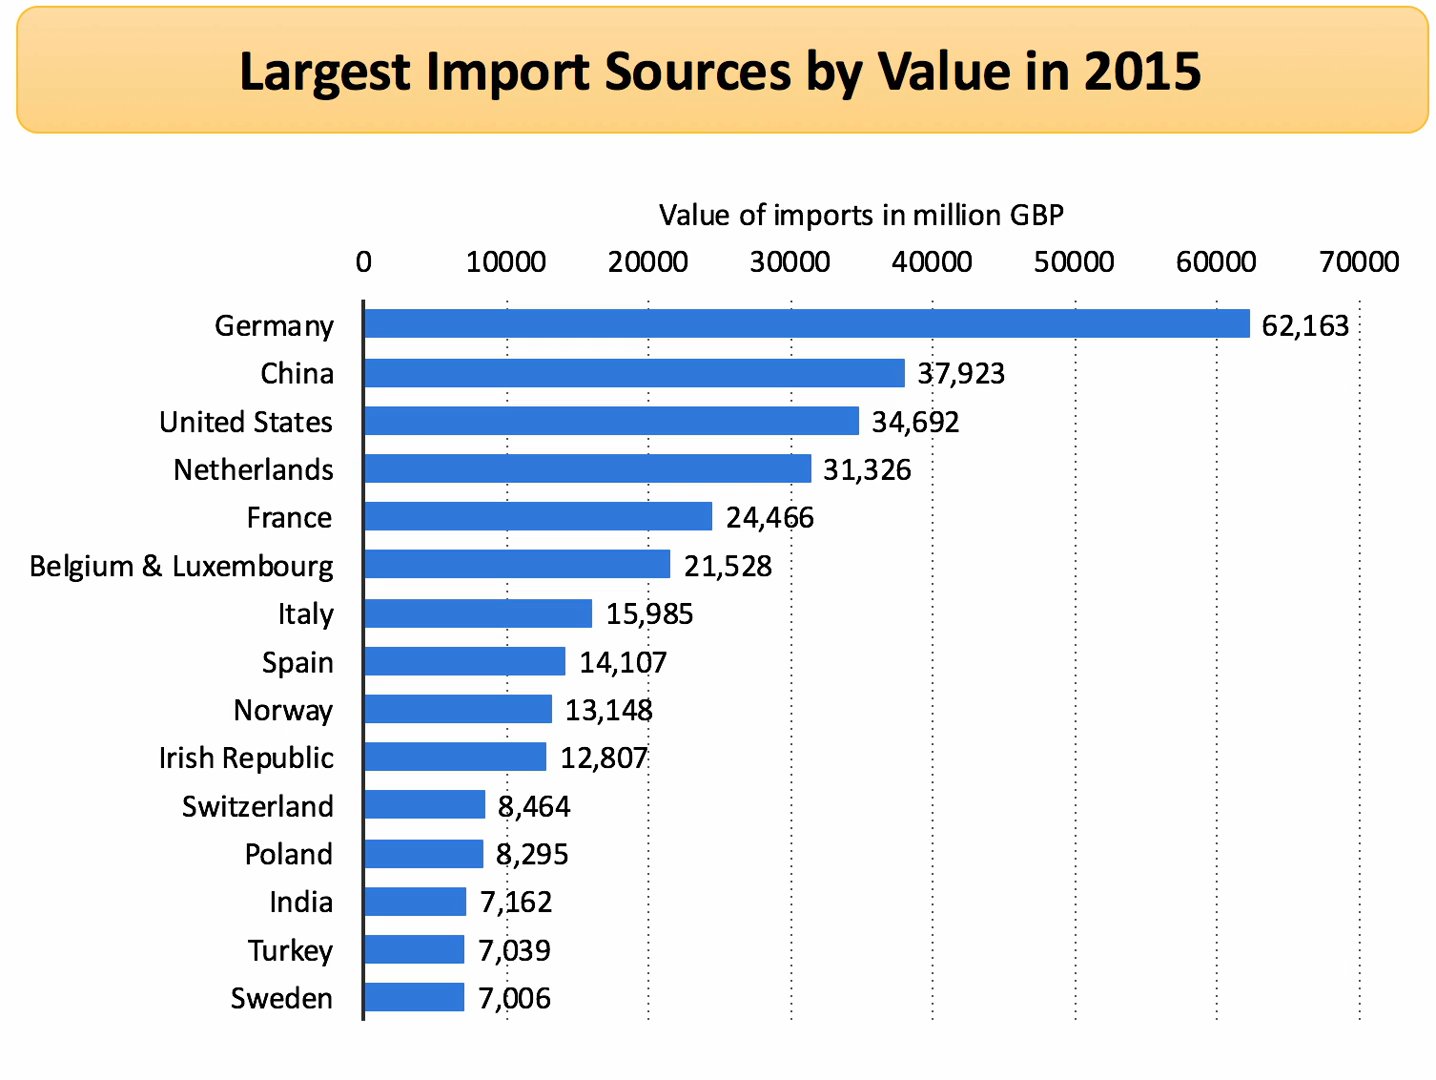 Largest Import Sources by Value in 2015
Value of imports in million GBP
0 10000 20000 30000 40000 50000 60000 70000
Germany 62,163
China 37,923
United States 34,692
Netherlands 31,326
France 24,466
Belgium & Luxembourg 21,528
Italy 15,985
Spain 14,107
Norway 13,148
Irish Republic 12,807
Switzerland 8,464
Poland 8,295
India 7,162
Turkey 7,039
Sweden 7,006